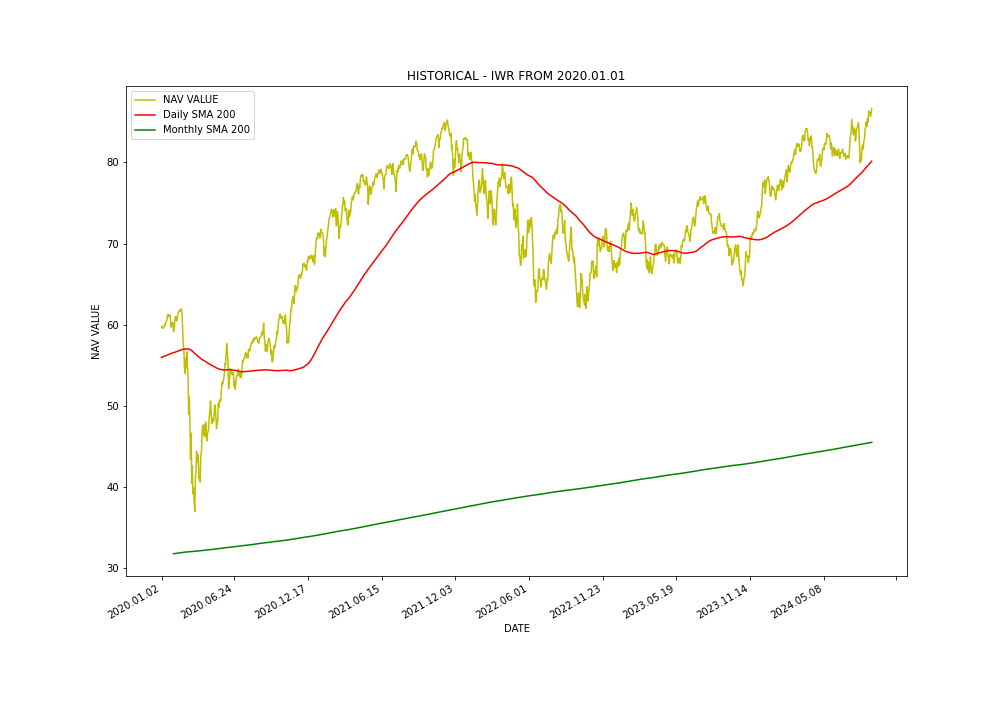 HISTORICAL - IWR FROM 2020.01.01
NAV VALUE
Daily SMA 200
Monthly SMA 200
NAV VALUE
80
70
60
50
40
30
2020.01.02
2020.06.24
2020.12.17
2021.06.15
2021.12.03
2022.06.01
2022.11.23
2023.05.19
2023.11.14
2024.05.08
DATE